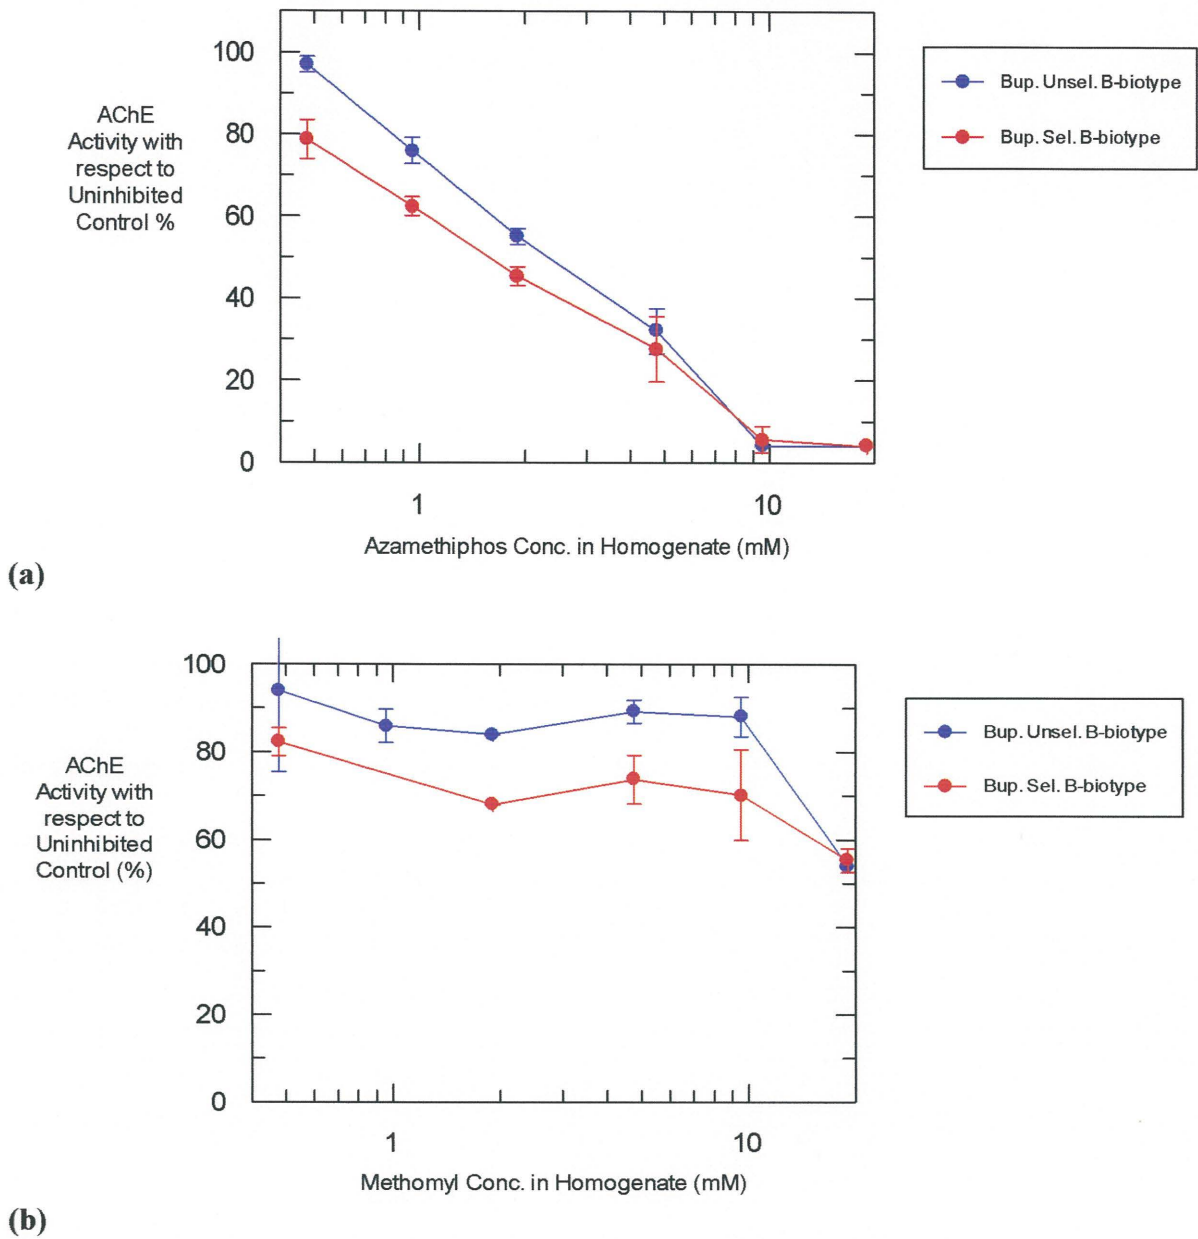 100
80
60
40
20
0
AChE
Activity with
respect to
Uninhibited
Control %
1
10
Azamethiphos Conc. in Homogenate (mM)
Bup. Unsel. B-biotype
Bup. Sel. B-biotype
(a)
100
80
60
40
20
0
AChE
Activity with
respect to
Uninhibited
Control (%)
1
10
Methomyl Conc. in Homogenate (mM)
Bup. Unsel. B-biotype
Bup. Sel. B-biotype
(b)